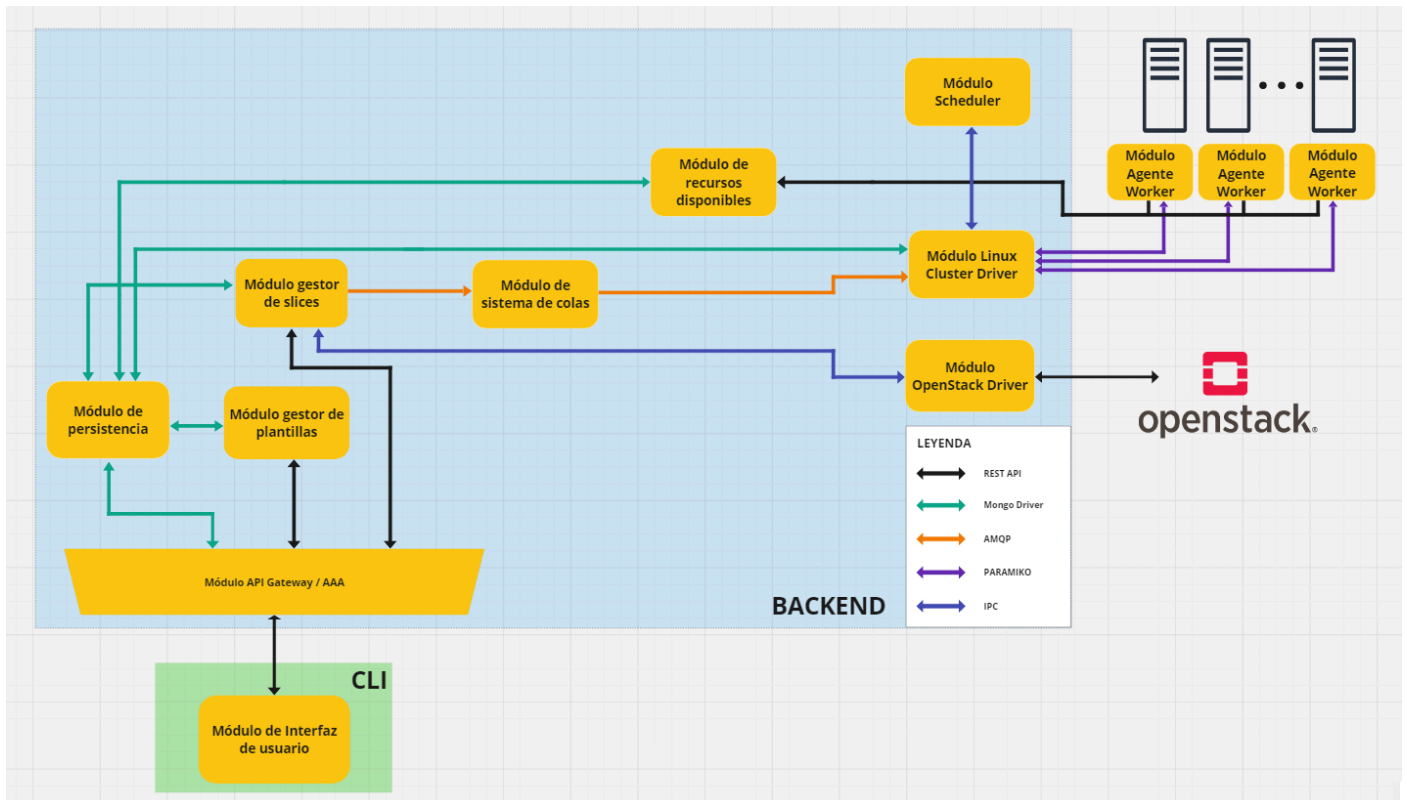 Módulo
Scheduler
Módulo
Agente
Worker
Módulo
Agente
Worker
Módulo
Agente
Worker
Módulo de
recursos
disponibles
Módulo Linux
Cluster Driver
Módulo gestor
de slices
Módulo de
sistema de colas
Módulo
OpenStack Driver
openstack.
Módulo de
persistencia
Módulo gestor de
plantillas
LEYENDA
REST API
Mongo Driver
AMQP
PARAMIKO
IPC
Módulo API Gateway / AAA
BACKEND
CLI
Módulo de Interfaz
de usuario